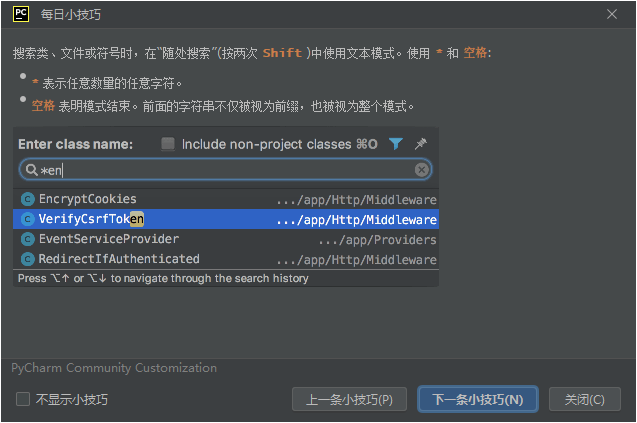 PC 每日小技巧
搜索类、文件或符号时，在“随处搜索”(按两次 Shift )中使用文本模式。使用 * 和 空格:
* 表示任意数量的任意字符。
空格 表明模式结束。前面的字符串不仅被视为前缀，也被视为整个模式。
Enter class name: Include non-project classes ⌘O
*en
C EncryptCookies .../app/Http/Middleware
C VerifyCsrfToken .../app/Http/Middleware
C EventServiceProvider .../app/Providers
C RedirectIfAuthenticated .../app/Http/Middleware
Press ⌥↑ or ⌥↓ to navigate through the search history
PyCharm Community Customization
不显示小技巧 上一条小技巧(P) 下一条小技巧(N) 关闭(C)